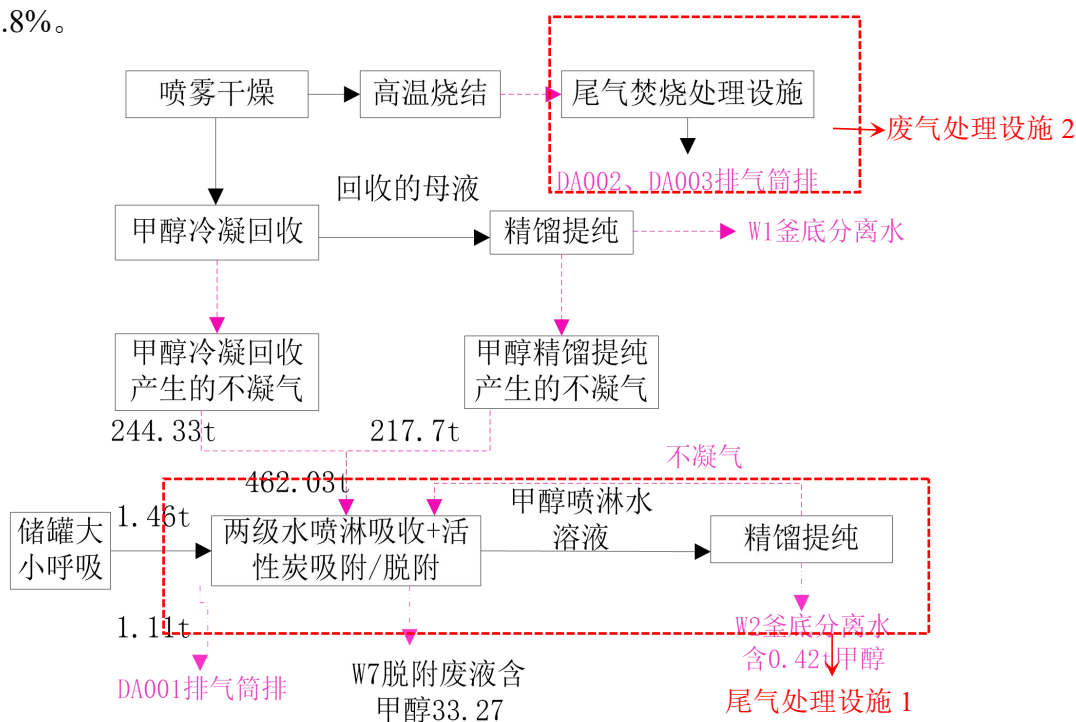 .8%。
喷雾干燥
高温烧结
尾气焚烧处理设施
废气处理设施 2
DA002、DA003排气筒排
回收的母液
甲醇冷凝回收
精馏提纯
W1釜底分离水
甲醇冷凝回收
产生的不凝气
甲醇精馏提纯
产生的不凝气
244.33t
217.7t
不凝气
462.03t
1.46t
甲醇喷淋水
溶液
储罐大
小呼吸
两级水喷淋吸收+活
性炭吸附/脱附
精馏提纯
1.11t
W2釜底分离水
含0.42t甲醇
DA001排气筒排
W7脱附废液含
甲醇33.27
尾气处理设施 1